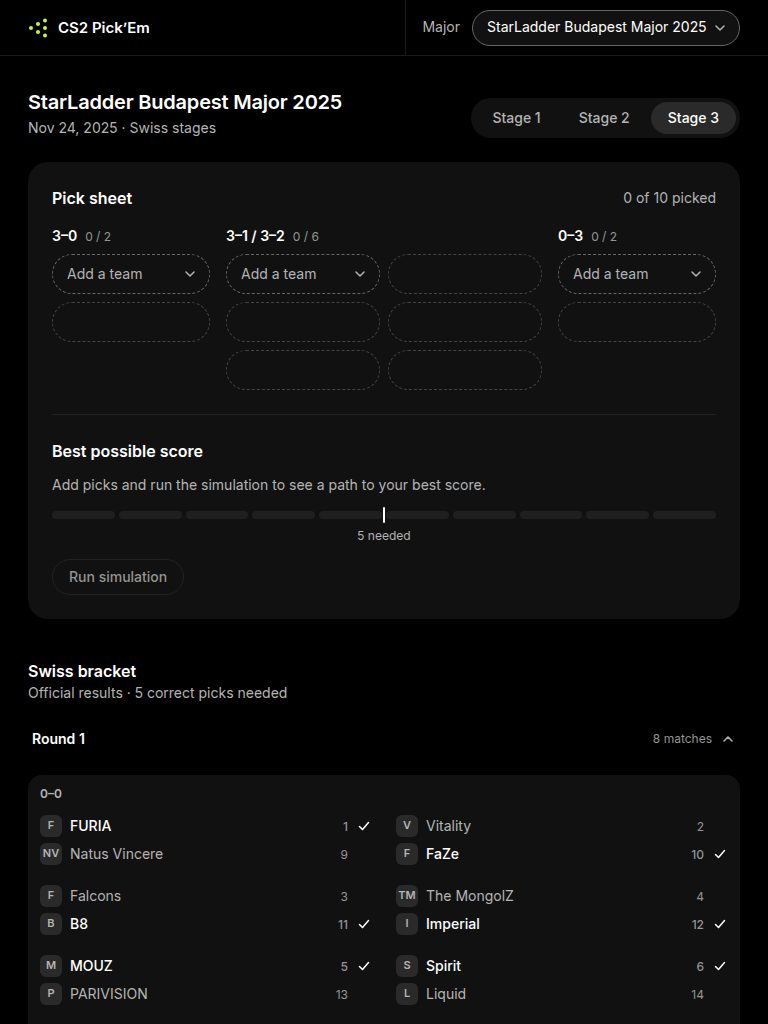 CS2 Pick’Em
Major
StarLadder Budapest Major 2025
StarLadder Budapest Major 2025
Nov 24, 2025 · Swiss stages
Stage 1
Stage 2
Stage 3
Pick sheet
0 of 10 picked
3–0 0 / 2
3–1 / 3–2 0 / 6
0–3 0 / 2
Add a team
Add a team
Add a team
Best possible score
Add picks and run the simulation to see a path to your best score.
5 needed
Run simulation
Swiss bracket
Official results · 5 correct picks needed
Round 1
8 matches
0–0
F FURIA 1
NV Natus Vincere 9
V Vitality 2
F FaZe 10
F Falcons 3
B B8 11
TM The MongolZ 4
I Imperial 12
M MOUZ 5
P PARIVISION 13
S Spirit 6
L Liquid 14